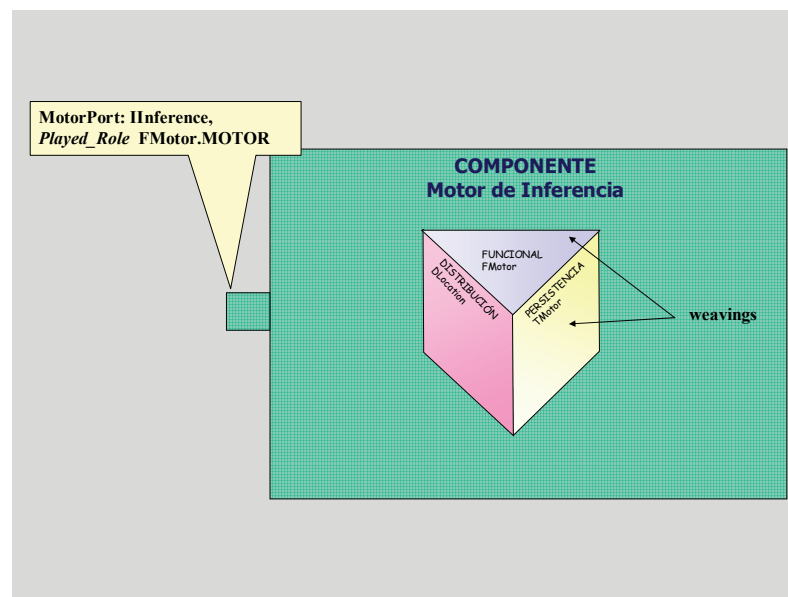 MotorPort: IInference,
Played_Role FMotor.MOTOR
COMPONENTE
Motor de Inferencia
FUNCIONAL
FMotor
DISTRIBUCIÓN
DLocation
PERSISTENCIA
TMotor
weavings